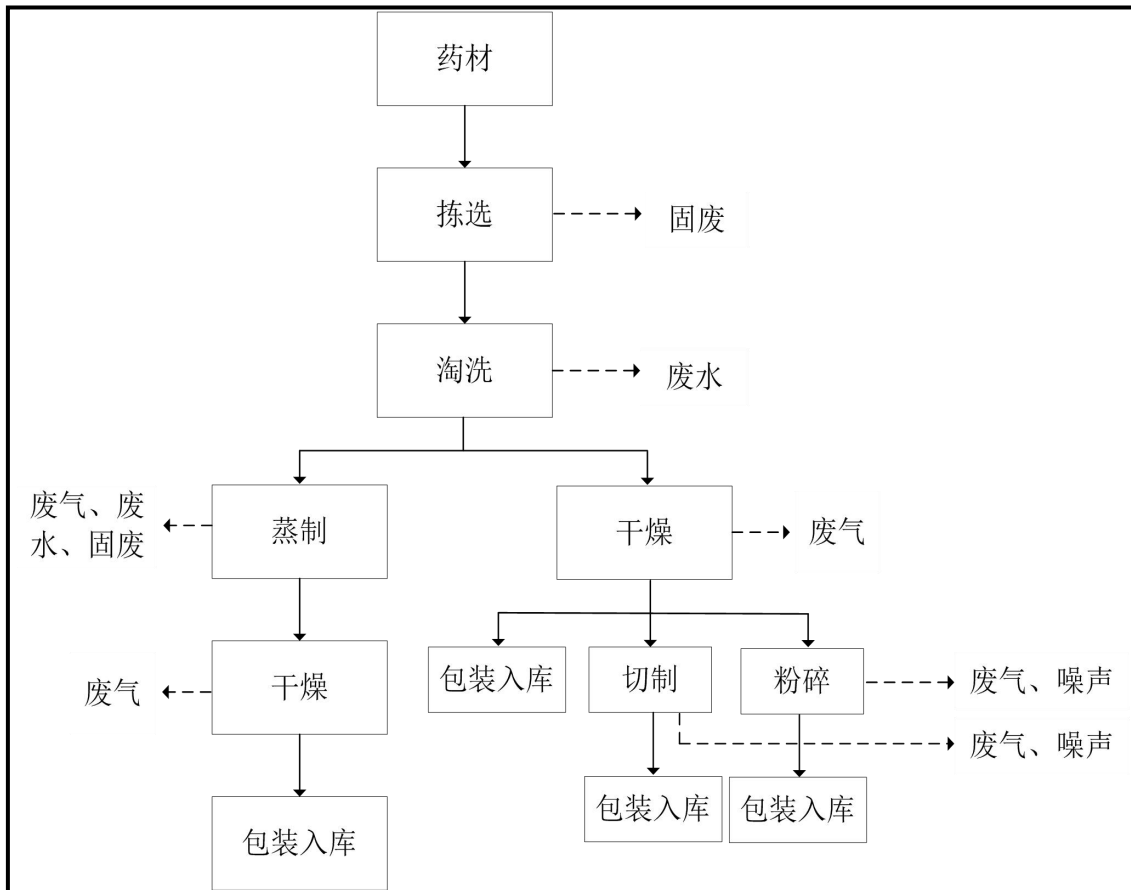 药材
拣选
固废
淘洗
废水
废气、废
水、固废
蒸制
干燥
废气
废气
干燥
包装入库
包装入库
切制
粉碎
废气、噪声
废气、噪声
包装入库
包装入库